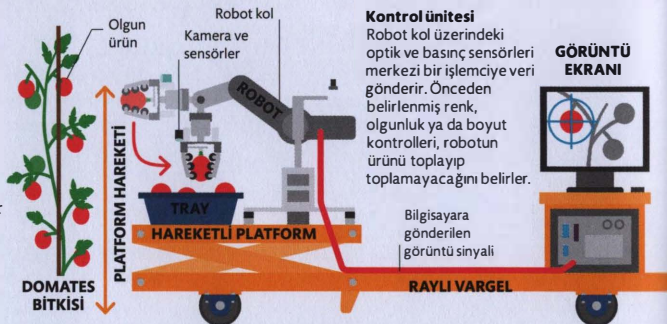 Olgun
ürün
Kamera ve
sensörler
Robot kol
ROBOT
PLATFORM HAREKETİ
TRAY
HAREKETLİ PLATFORM
DOMATES
BİTKİSİ
Kontrol ünitesi
Robot kol üzerindeki
optik ve basınç sensörleri
merkezi bir işlemciye veri
gönderir. Önceden
belirlenmiş renk,
olgunluk ya da boyut
kontrolleri, robotun
ürünü toplayıp
toplamayacağını belirler.
GÖRÜNTÜ
EKRANI
Bilgisayara
gönderilen
görüntü sinyali
RAYLI VARGEL